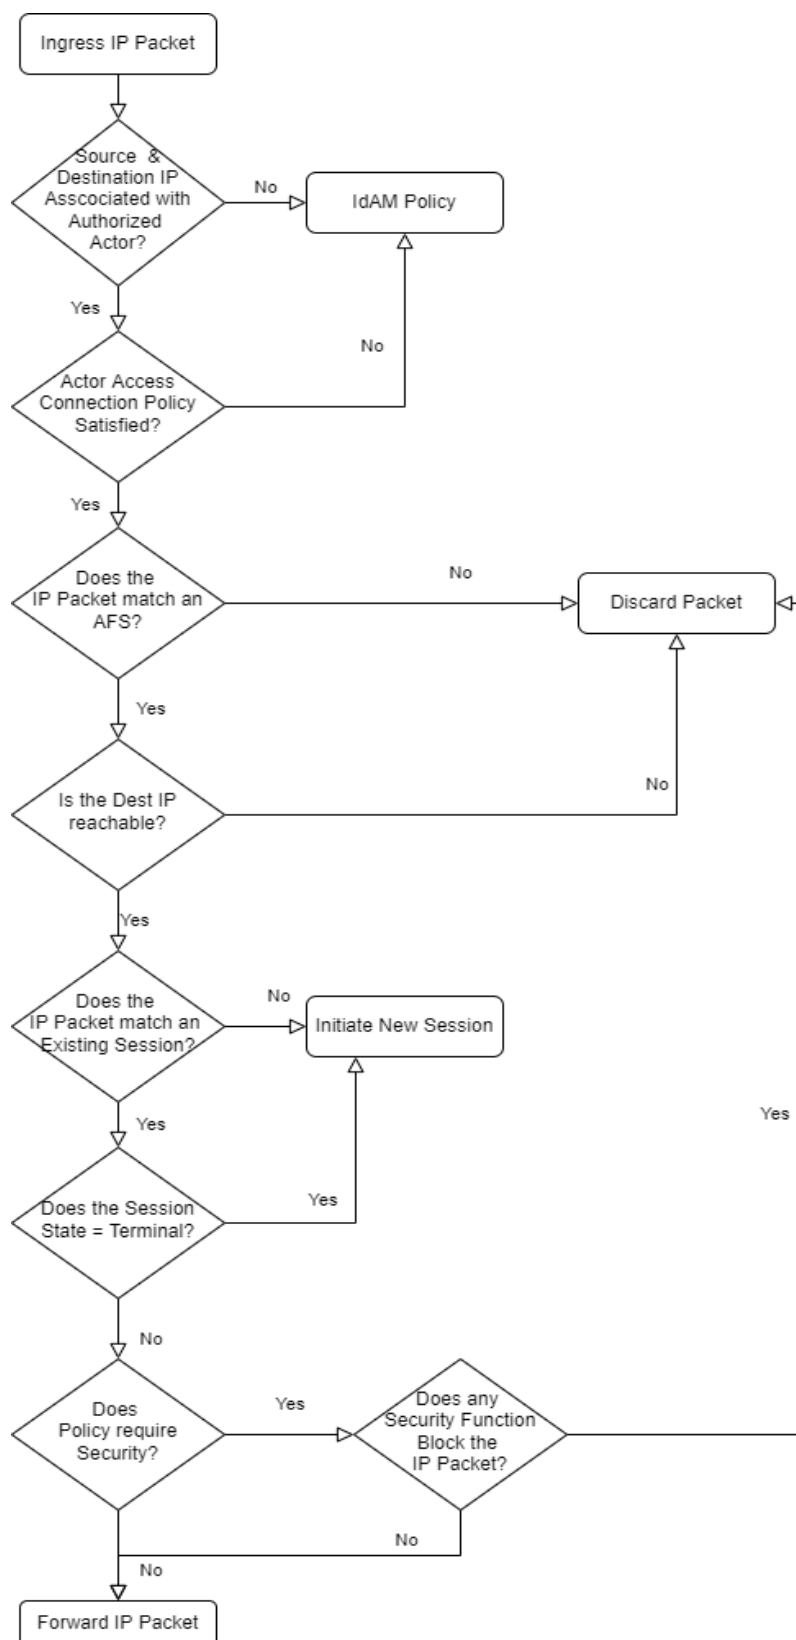 Ingress IP Packet
Source & 
Destination IP
Asscociated with
Authorized
Actor?
No
IdAM Policy
Yes
No
Actor Access
Connection Policy
Satisfied?
Yes
Does the
IP Packet match an
AFS?
No
Discard Packet
Yes
No
Is the Dest IP
reachable?
Yes
Does the
IP Packet match an
Existing Session?
No
Initiate New Session
Yes
Yes
Does the Session
State = Terminal?
Yes
No
Does
Policy require
Security?
Yes
Does any
Security Function
Block the
IP Packet?
No
No
Forward IP Packet